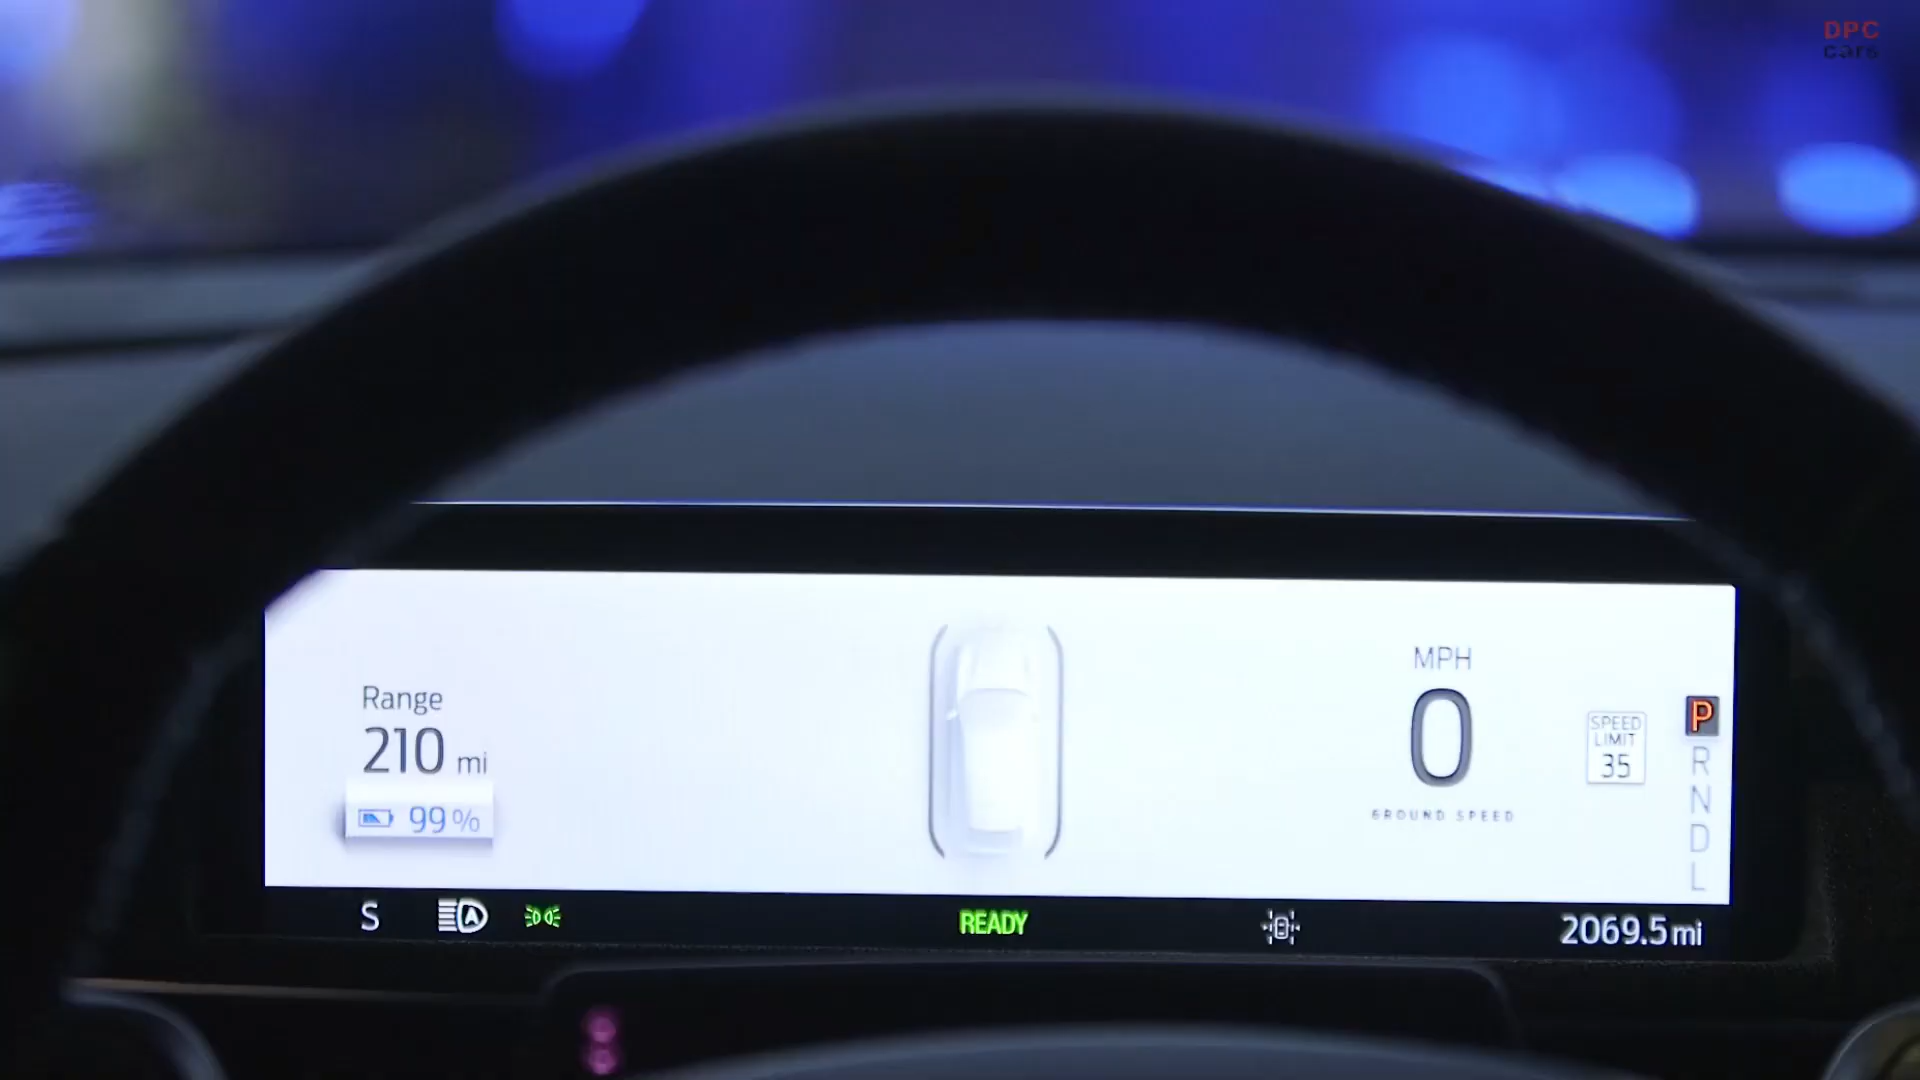 DPC
cars
Range
210 mi
99%
MPH
0
GROUND SPEED
SPEED
LIMIT
35
P
R
N
D
L
S
A
READY
2069.5mi